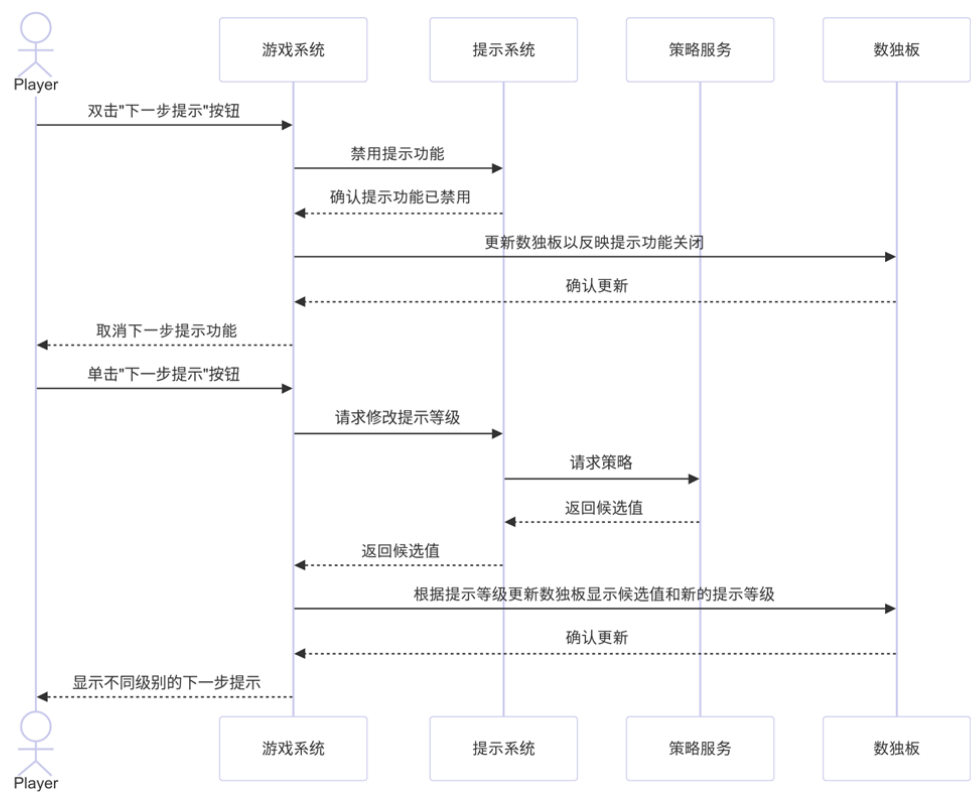 Player
游戏系统
提示系统
策略服务
数独板
双击"下一步提示"按钮
禁用提示功能
确认提示功能已禁用
更新数独板以反映提示功能关闭
确认更新
取消下一步提示功能
单击"下一步提示"按钮
请求修改提示等级
请求策略
返回候选值
返回候选值
根据提示等级更新数独板显示候选值和新的提示等级
确认更新
显示不同级别的下一步提示
Player
游戏系统
提示系统
策略服务
数独板